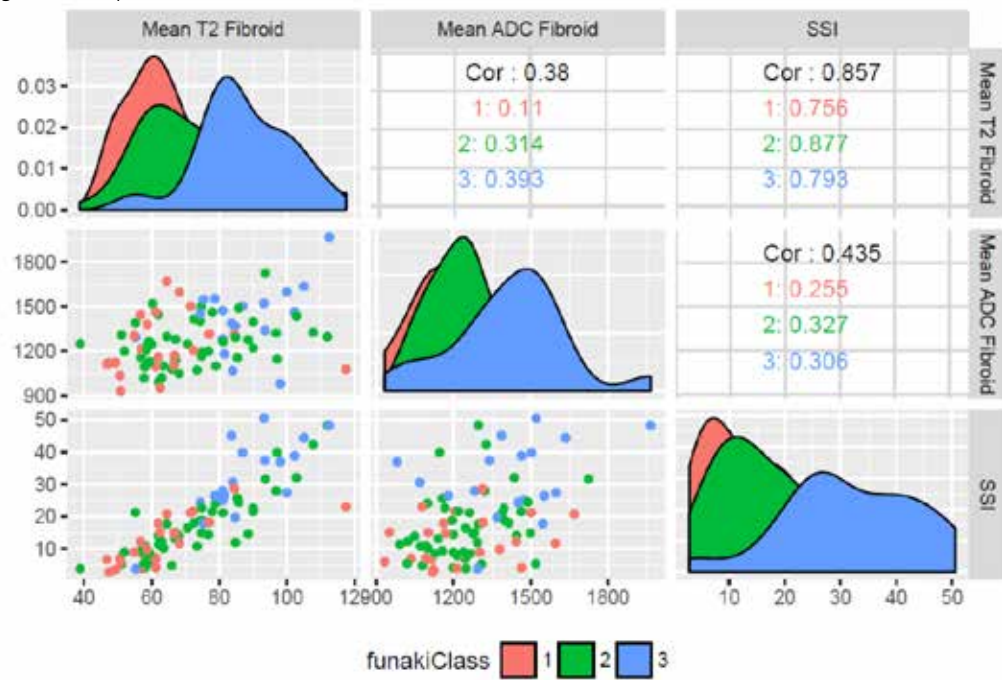 Mean T2 Fibroid Mean ADC Fibroid SSI
0.03
0.02
0.01
0.00
Cor : 0.38
1: 0.11
2: 0.314
3: 0.393
Cor : 0.857
1: 0.756
2: 0.877
3: 0.793
Mean T2 Fibroid
1800
1500
1200
900
Cor : 0.435
1: 0.255
2: 0.327
3: 0.306
Mean ADC Fibroid
50
40
30
20
10
SSI
40 60 80 100 1200 1500 1800 10 20 30 40 50
funakiClass 1 2 3